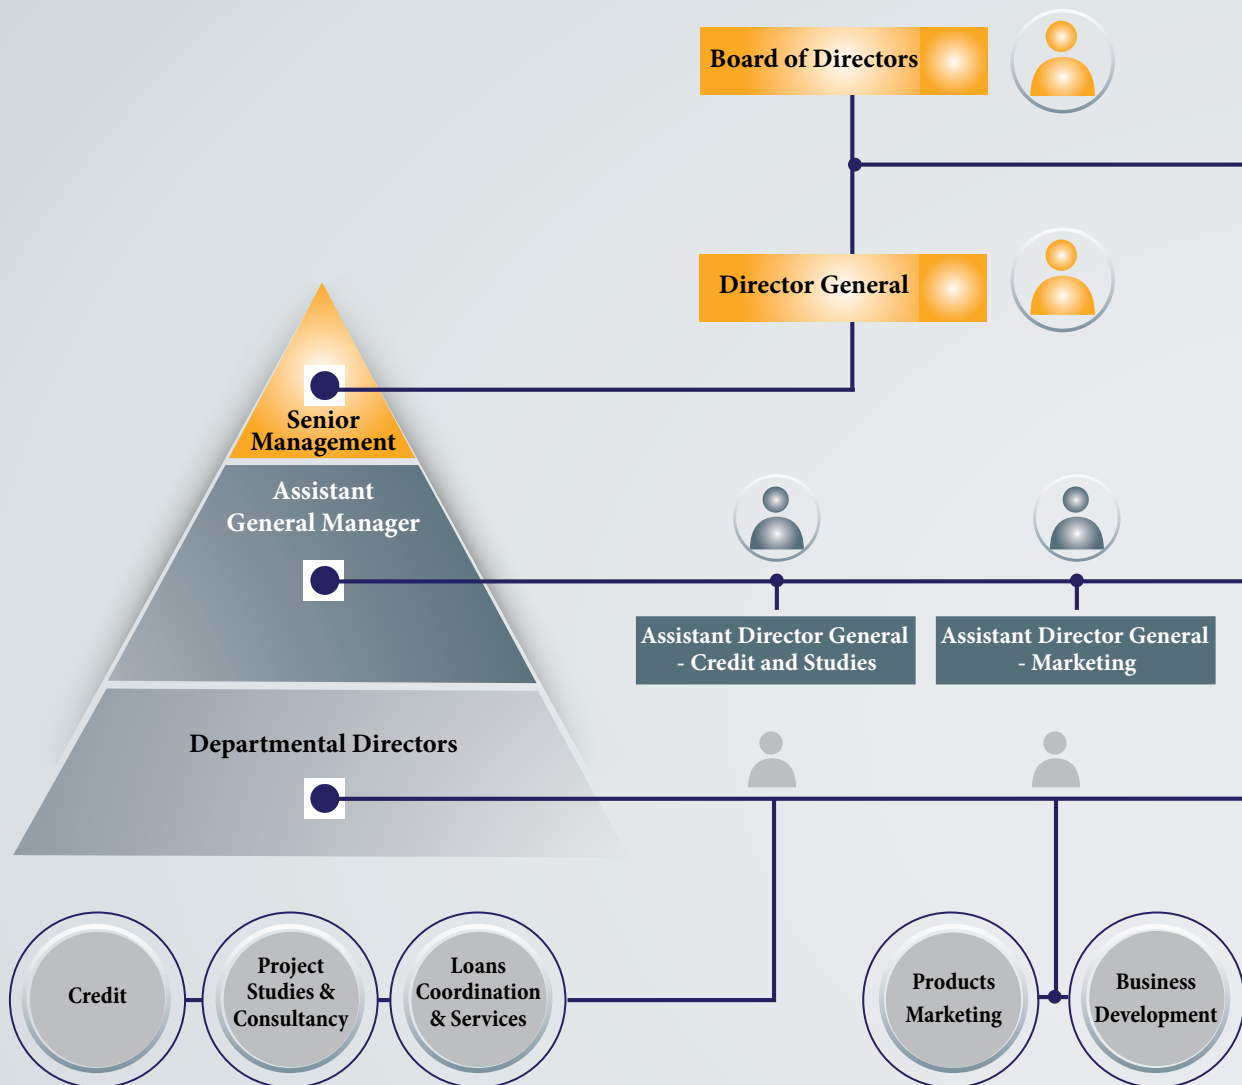 Board of Directors
Director General
Senior
Management
Assistant
General Manager
Assistant Director General
- Credit and Studies
Assistant Director General
- Marketing
Departmental Directors
Credit
Project
Studies &
Consultancy
Loans
Coordination
& Services
Products
Marketing
Business
Development